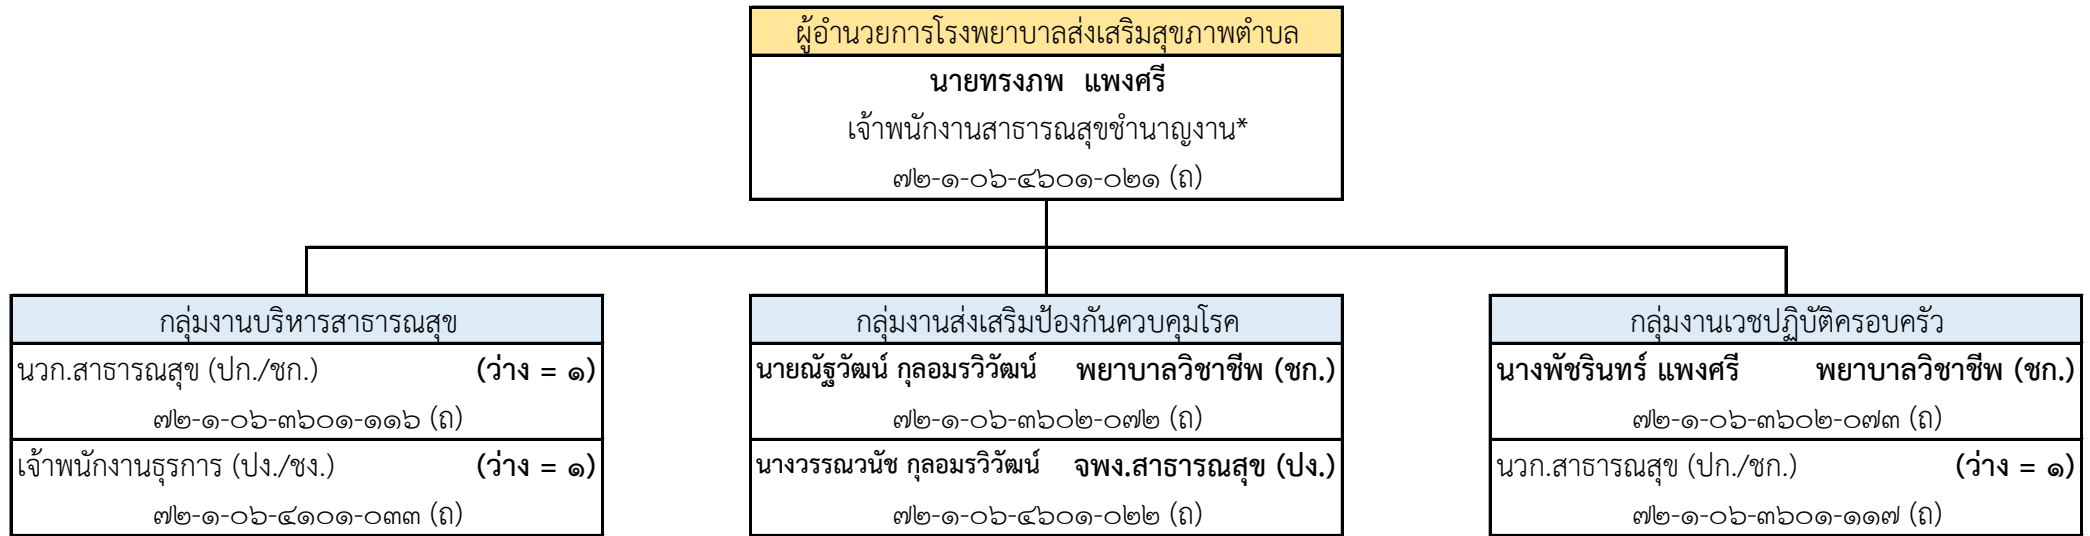 ผู้อำนวยการโรงพยาบาลส่งเสริมสุขภาพตำบล
นายทรงภพ แพงศรี
เจ้าพนักงานสาธารณสุขชำนาญงาน*
๗๒-๑-๐๖-๔๖๐๑-๐๒๑ (ถ)
กลุ่มงานบริหารสาธารณสุข
นวก.สาธารณสุข (ปก./ชก.) (ว่าง = ๑)
๗๒-๑-๐๖-๓๖๐๑-๑๑๖ (ถ)
เจ้าพนักงานธุรการ (ปง./ชง.) (ว่าง = ๑)
๗๒-๑-๐๖-๔๑๐๑-๐๓๓ (ถ)
กลุ่มงานส่งเสริมป้องกันควบคุมโรค
นายณัฐวัฒน์ กุลอมรวิวัฒน์ พยาบาลวิชาชีพ (ชก.)
๗๒-๑-๐๖-๓๖๐๒-๐๗๒ (ถ)
นางวรรณวนัช กุลอมรวิวัฒน์ จพง.สาธารณสุข (ปง.)
๗๒-๑-๐๖-๔๖๐๑-๐๒๒ (ถ)
กลุ่มงานเวชปฏิบัติครอบครัว
นางพัชรินทร์ แพงศรี พยาบาลวิชาชีพ (ชก.)
๗๒-๑-๐๖-๓๖๐๒-๐๗๓ (ถ)
นวก.สาธารณสุข (ปก./ชก.) (ว่าง = ๑)
๗๒-๑-๐๖-๓๖๐๑-๑๑๗ (ถ)